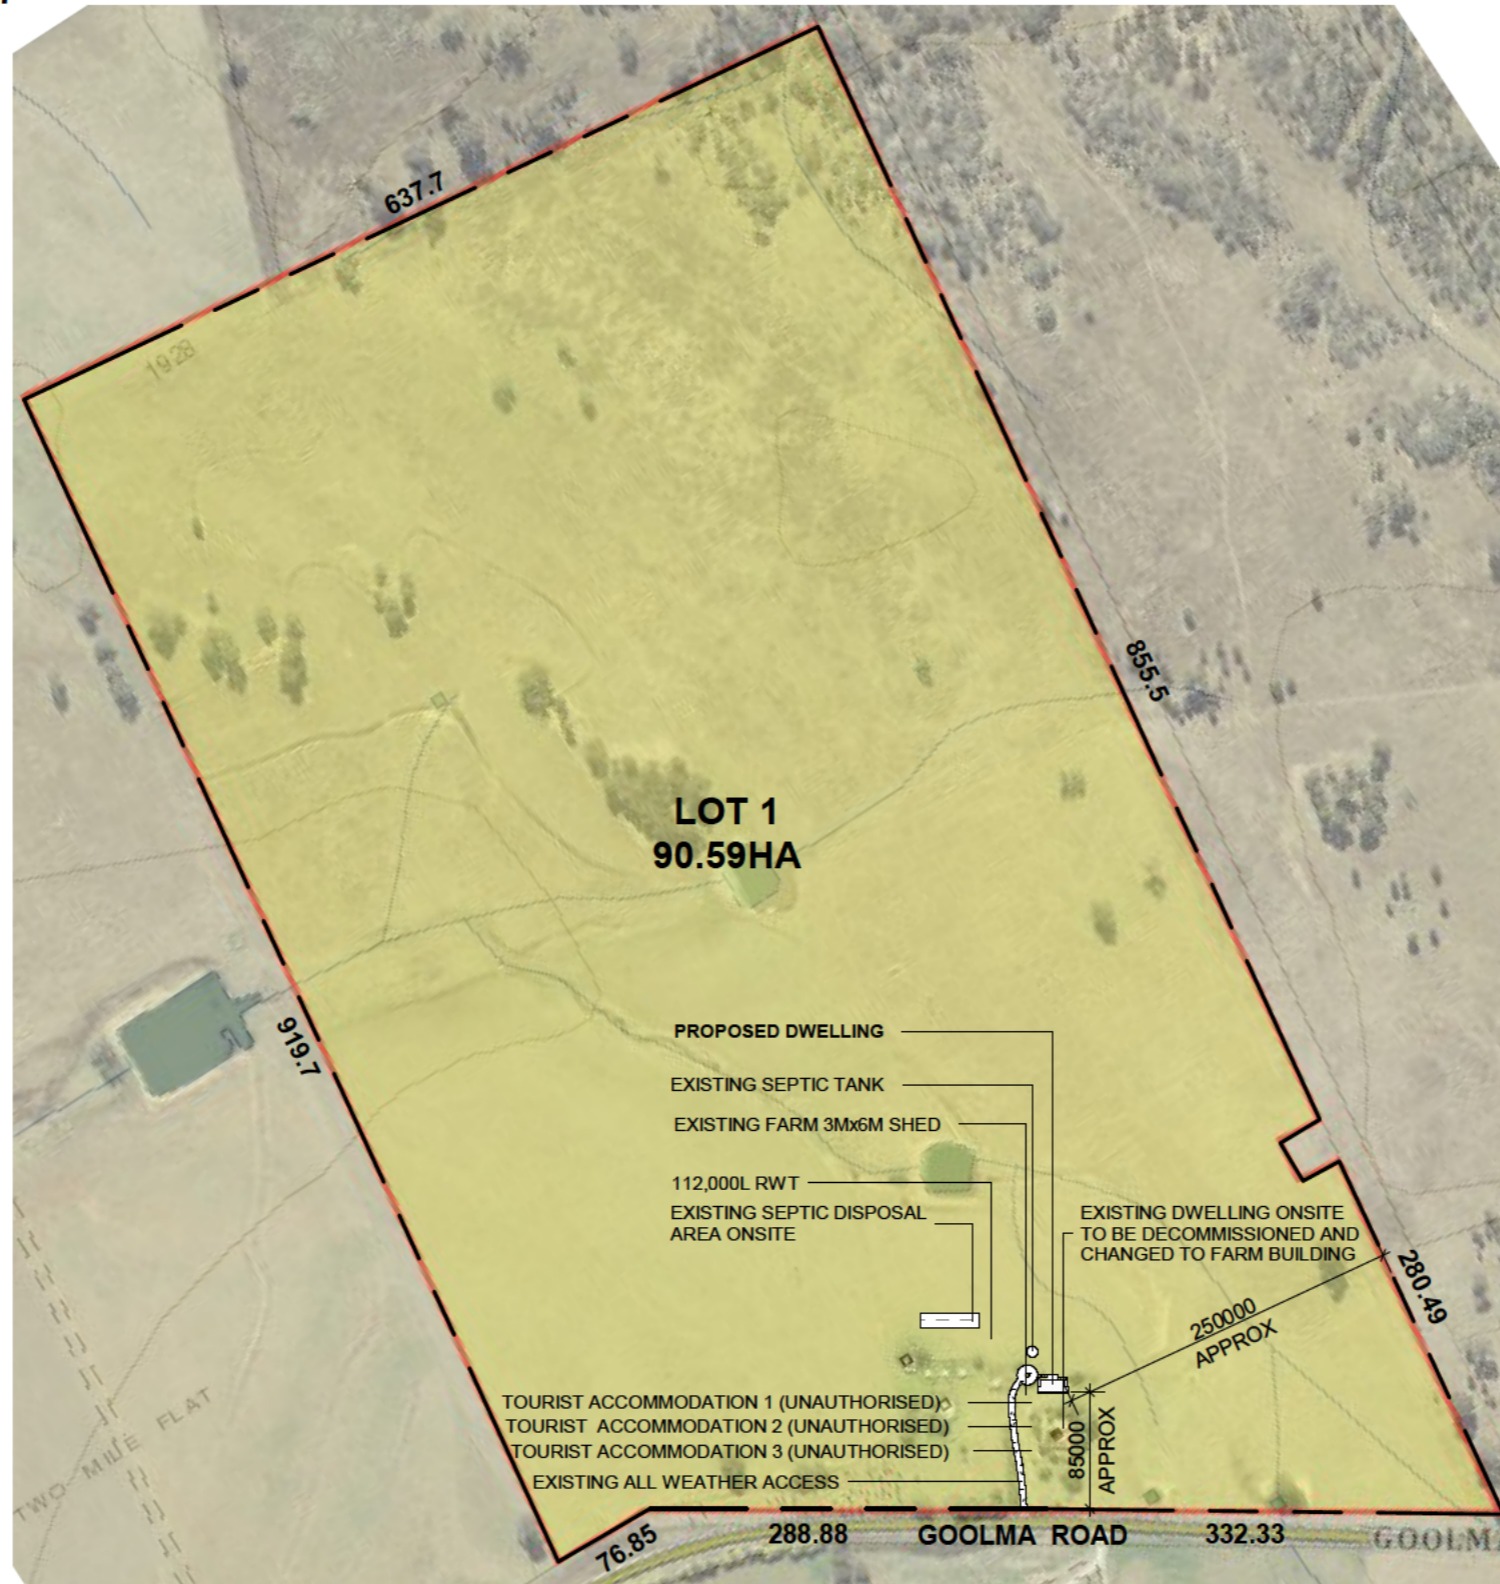 637.7
1928
855.5
LOT 1
90.59HA
919.7
PROPOSED DWELLING
EXISTING SEPTIC TANK
EXISTING FARM 3Mx6M SHED
112,000L RWT
EXISTING SEPTIC DISPOSAL
AREA ONSITE
EXISTING DWELLING ONSITE
TO BE DECOMMISSIONED AND
CHANGED TO FARM BUILDING
280.49
250000
APPROX
TOURIST ACCOMMODATION 1 (UNAUTHORISED)
TOURIST ACCOMMODATION 2 (UNAUTHORISED)
TOURIST ACCOMMODATION 3 (UNAUTHORISED)
EXISTING ALL WEATHER ACCESS
85000
APPROX
TWO MILE FLAT
76.85
288.88
GOOLMA ROAD
332.33
GOOLM